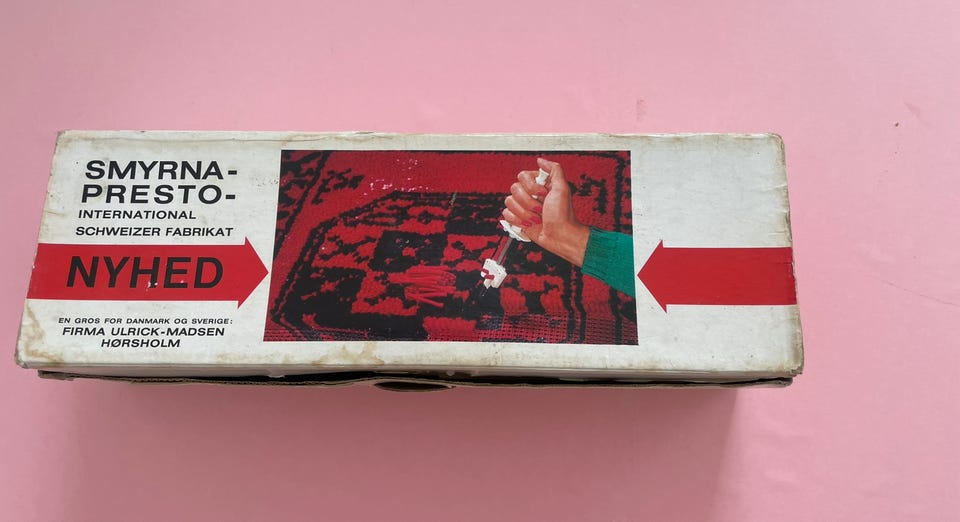 SMYRNA-
PRESTO-
INTERNATIONAL
SCHWEIZER FABRIKAT
NYHED
EN GROS FOR DANMARK OG SVERIGE:
FIRMA ULRICK-MADSEN
HØRSHOLM